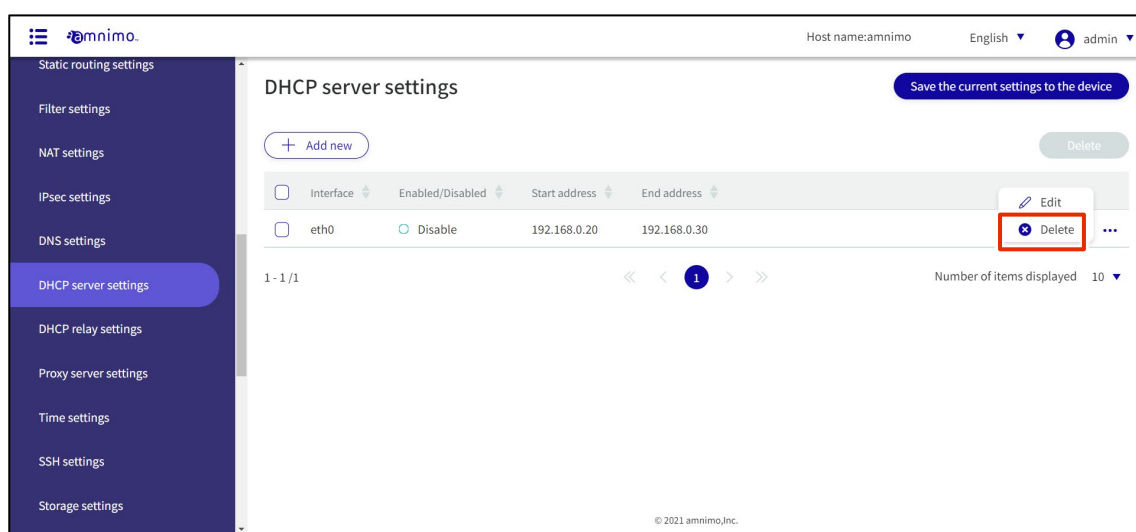 amnimo
Host name:amnimo
English
admin
Static routing settings
Filter settings
NAT settings
IPsec settings
DNS settings
DHCP server settings
DHCP relay settings
Proxy server settings
Time settings
SSH settings
Storage settings
DHCP server settings
Save the current settings to the device
+ Add new
Delete
Interface Enabled/Disabled Start address End address
Edit
eth0 Disable 192.168.0.20 192.168.0.30
Delete
1 - 1 /1
« < 1 > »
Number of items displayed 10
© 2021 amnimo,Inc.